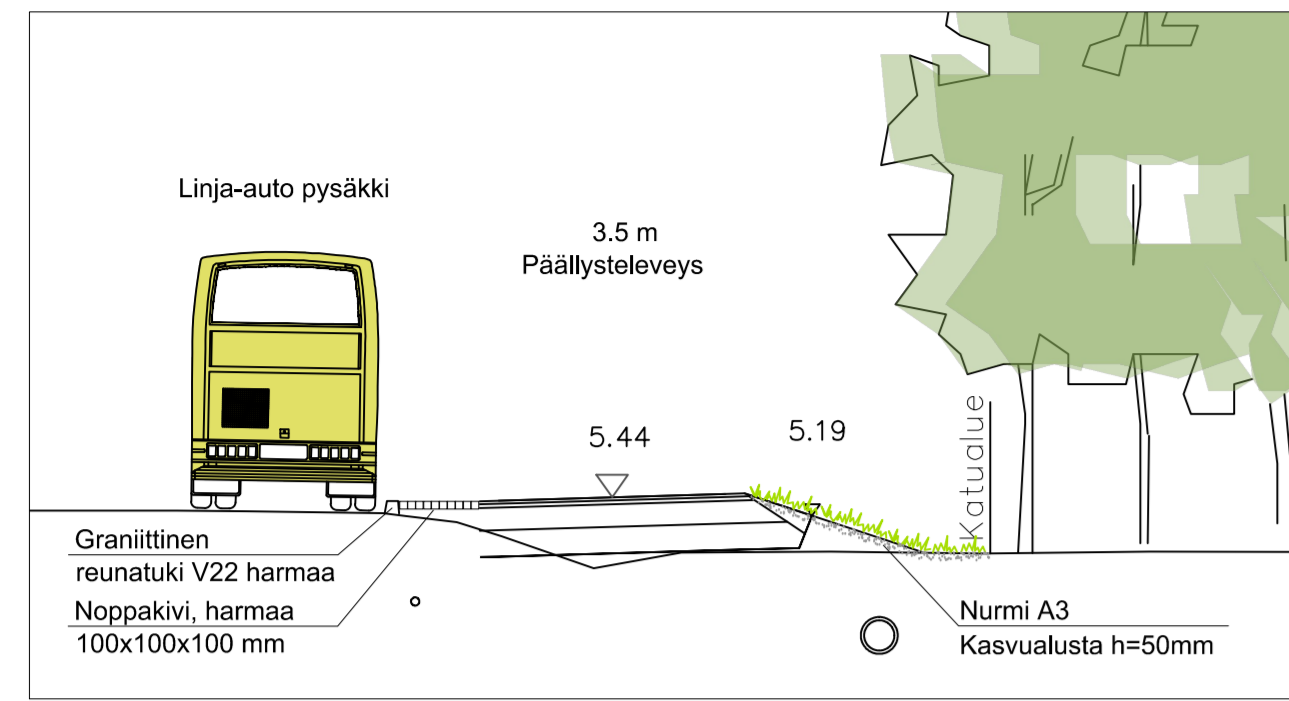 Linja-auto pysäkki
3.5 m
Päällysteleveys
5.44
5.19
Katualue
Graniittinen
reunatuki V22 harmaa
Noppakivi, harmaa
100x100x100 mm
Nurmi A3
Kasvualusta h=50mm